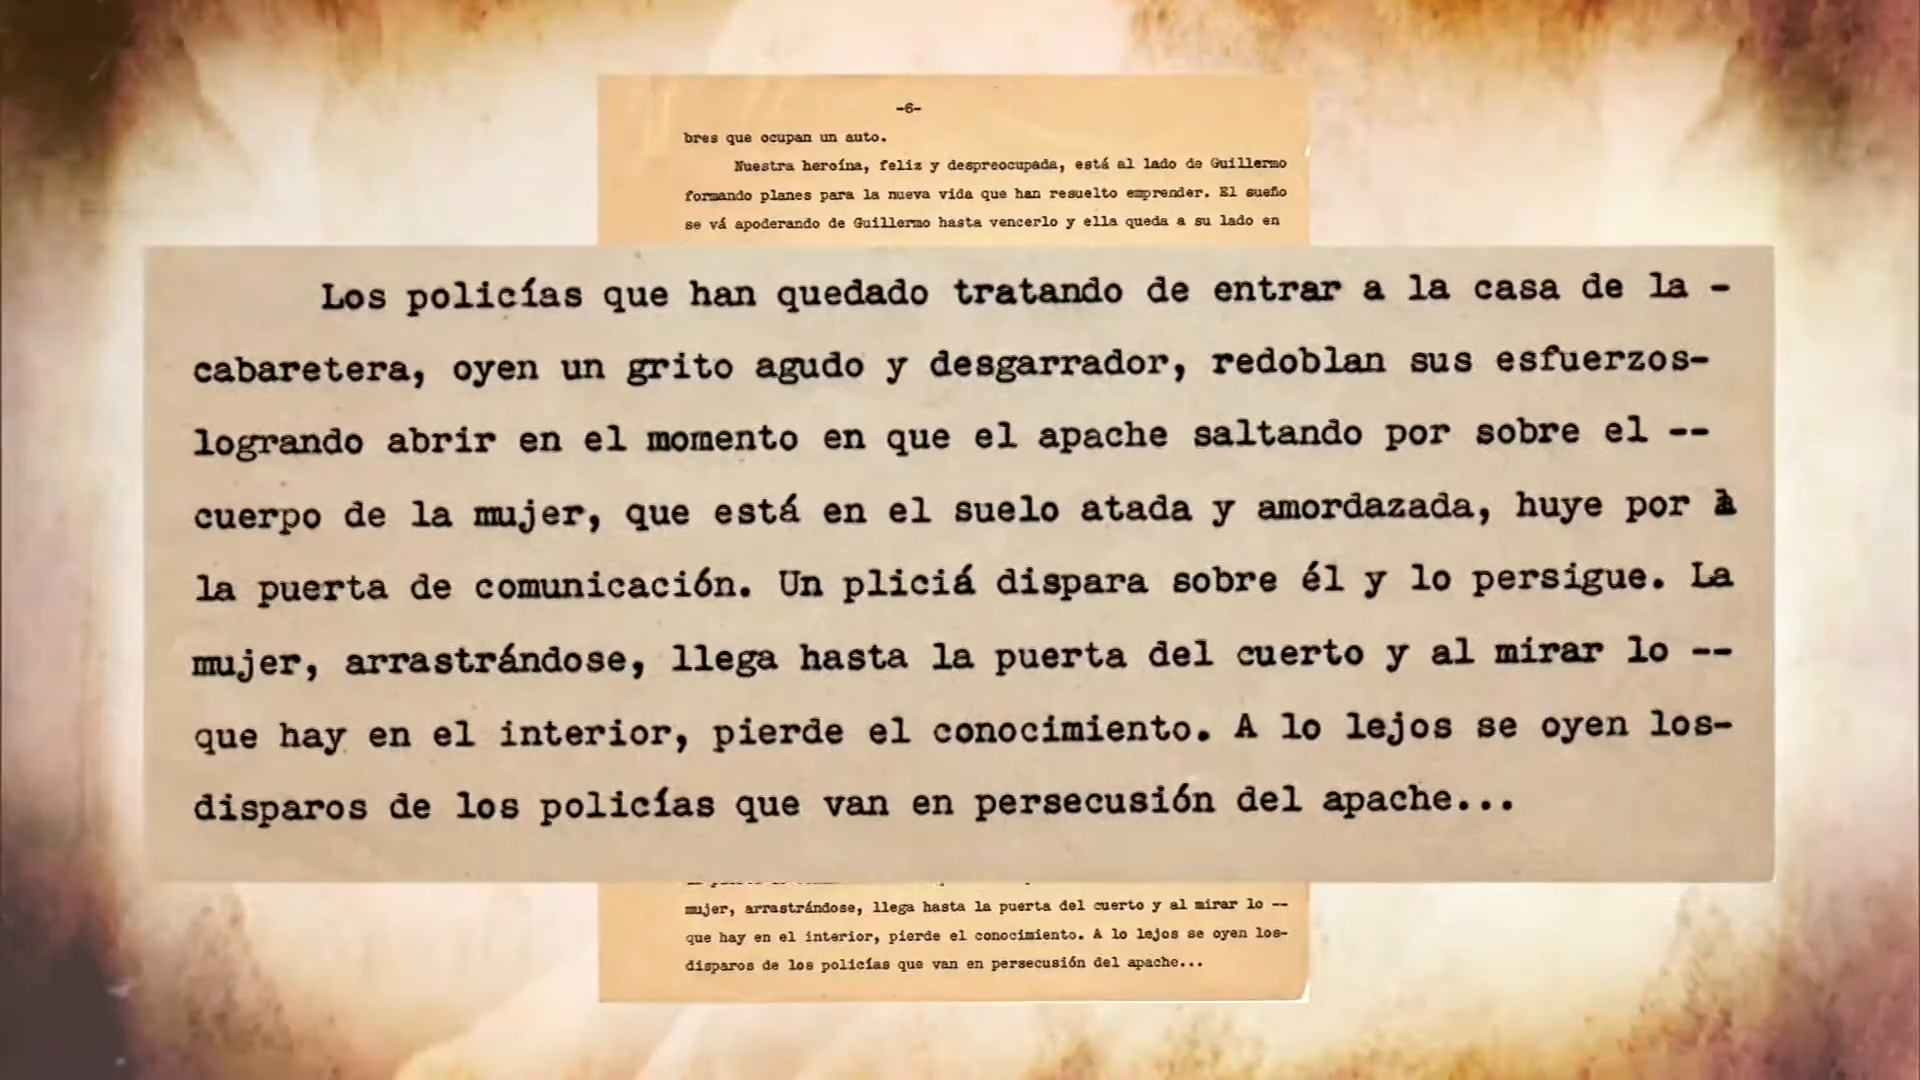 -6-
bres que ocupan un auto.
Nuestra heroína, feliz y despreocupada, está al lado de Guillermo
formando planes para la nueva vida que han resuelto emprender. El sueño
se vá apoderando de Guillermo hasta vencerlo y ella queda a su lado en
Los policías que han quedado tratando de entrar a la casa de la -
cabaretera, oyen un grito agudo y desgarrador, redoblan sus esfuerzos-
logrando abrir en el momento en que el apache saltando por sobre el --
cuerpo de la mujer, que está en el suelo atada y amordazada, huye por
la puerta de comunicación. Un pliciá dispara sobre él y lo persigue. La
mujer, arrastrándose, llega hasta la puerta del cuerto y al mirar lo --
que hay en el interior, pierde el conocimiento. A lo lejos se oyen los-
disparos de los policías que van en persecusión del apache...
mujer, arrastrándose, llega hasta la puerta del cuerto y al mirar lo --
que hay en el interior, pierde el conocimiento. A lo lejos se oyen los-
disparos de los policías que van en persecusión del apache...